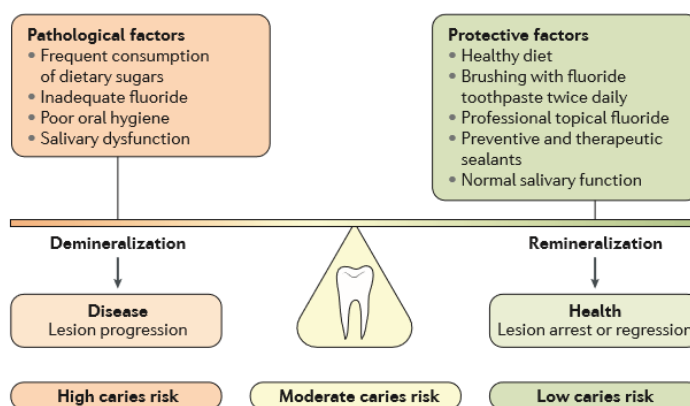 Pathological factors
• Frequent consumption
of dietary sugars
• Inadequate fluoride
• Poor oral hygiene
• Salivary dysfunction
Protective factors
• Healthy diet
• Brushing with fluoride
toothpaste twice daily
• Professional topical fluoride
• Preventive and therapeutic
sealants
• Normal salivary function
Demineralization
Remineralization
Disease
Lesion progression
Health
Lesion arrest or regression
High caries risk
Moderate caries risk
Low caries risk